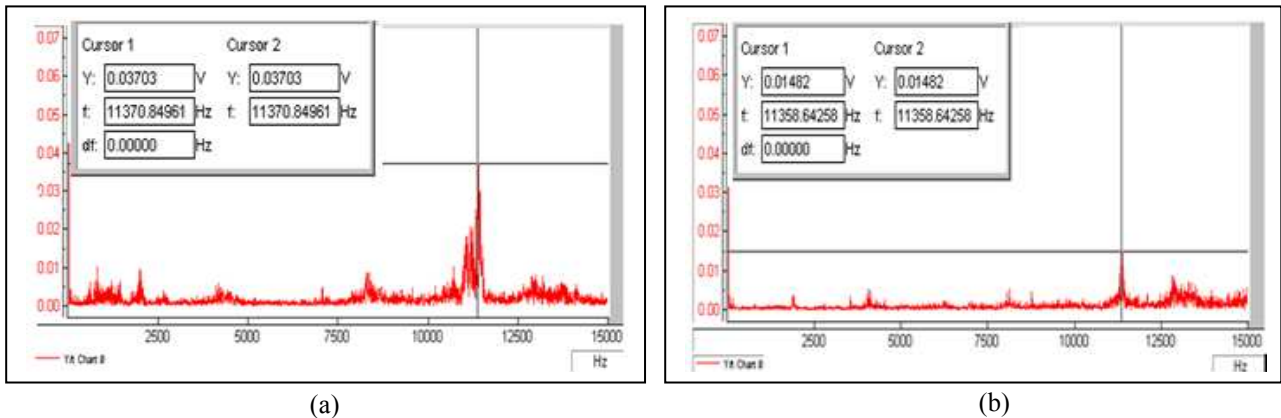 0.07
0.06
0.05
0.04
0.03
0.02
0.01
0.00
Cursor 1 Cursor 2
Y: 0.03703 V Y: 0.03703 V
f: 11370.84961 Hz f: 11370.84961 Hz
df: 0.00000 Hz
2500 5000 7500 10000 12500 15000
Y/t Chart 0
Hz
(a)
0.07
0.06
0.05
0.04
0.03
0.02
0.01
0.00
Cursor 1 Cursor 2
Y: 0.01482 V Y: 0.01482 V
f: 11358.64258 Hz f: 11358.64258 Hz
df: 0.00000 Hz
2500 5000 7500 10000 12500 15000
Y/t Chart 0
Hz
(b)